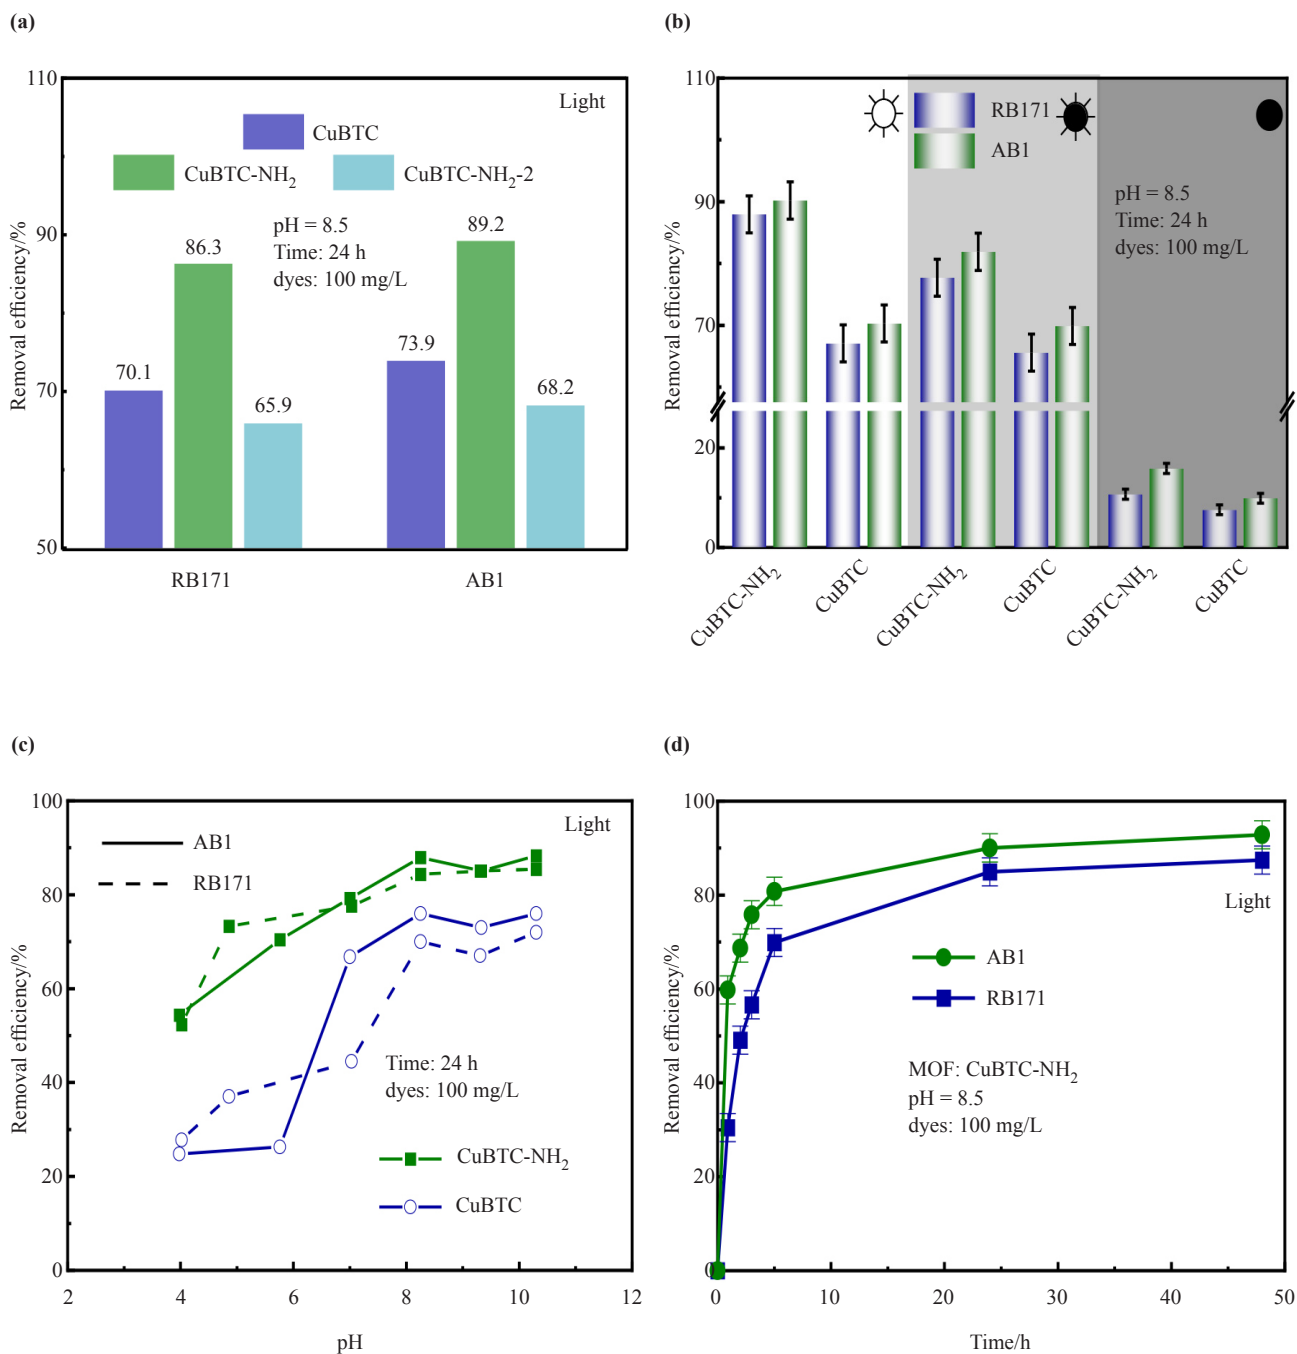 (a)
110
90
70
50
Removal efficiency/%
Light
CuBTC
CuBTC-NH₂
CuBTC-NH₂-2
pH = 8.5
Time: 24 h
dyes: 100 mg/L
70.1
86.3
65.9
73.9
89.2
68.2
RB171
AB1
(b)
110
90
70
20
0
Removal efficiency/%
RB171
AB1
pH = 8.5
Time: 24 h
dyes: 100 mg/L
CuBTC-NH₂
CuBTC
CuBTC-NH₂
CuBTC
CuBTC-NH₂
CuBTC
(c)
100
80
60
40
20
0
Removal efficiency/%
AB1
RB171
Light
Time: 24 h
dyes: 100 mg/L
CuBTC-NH₂
CuBTC
2
4
6
8
10
12
pH
(d)
100
80
60
40
20
0
Removal efficiency/%
Light
AB1
RB171
MOF: CuBTC-NH₂
pH = 8.5
dyes: 100 mg/L
0
10
20
30
40
50
Time/h